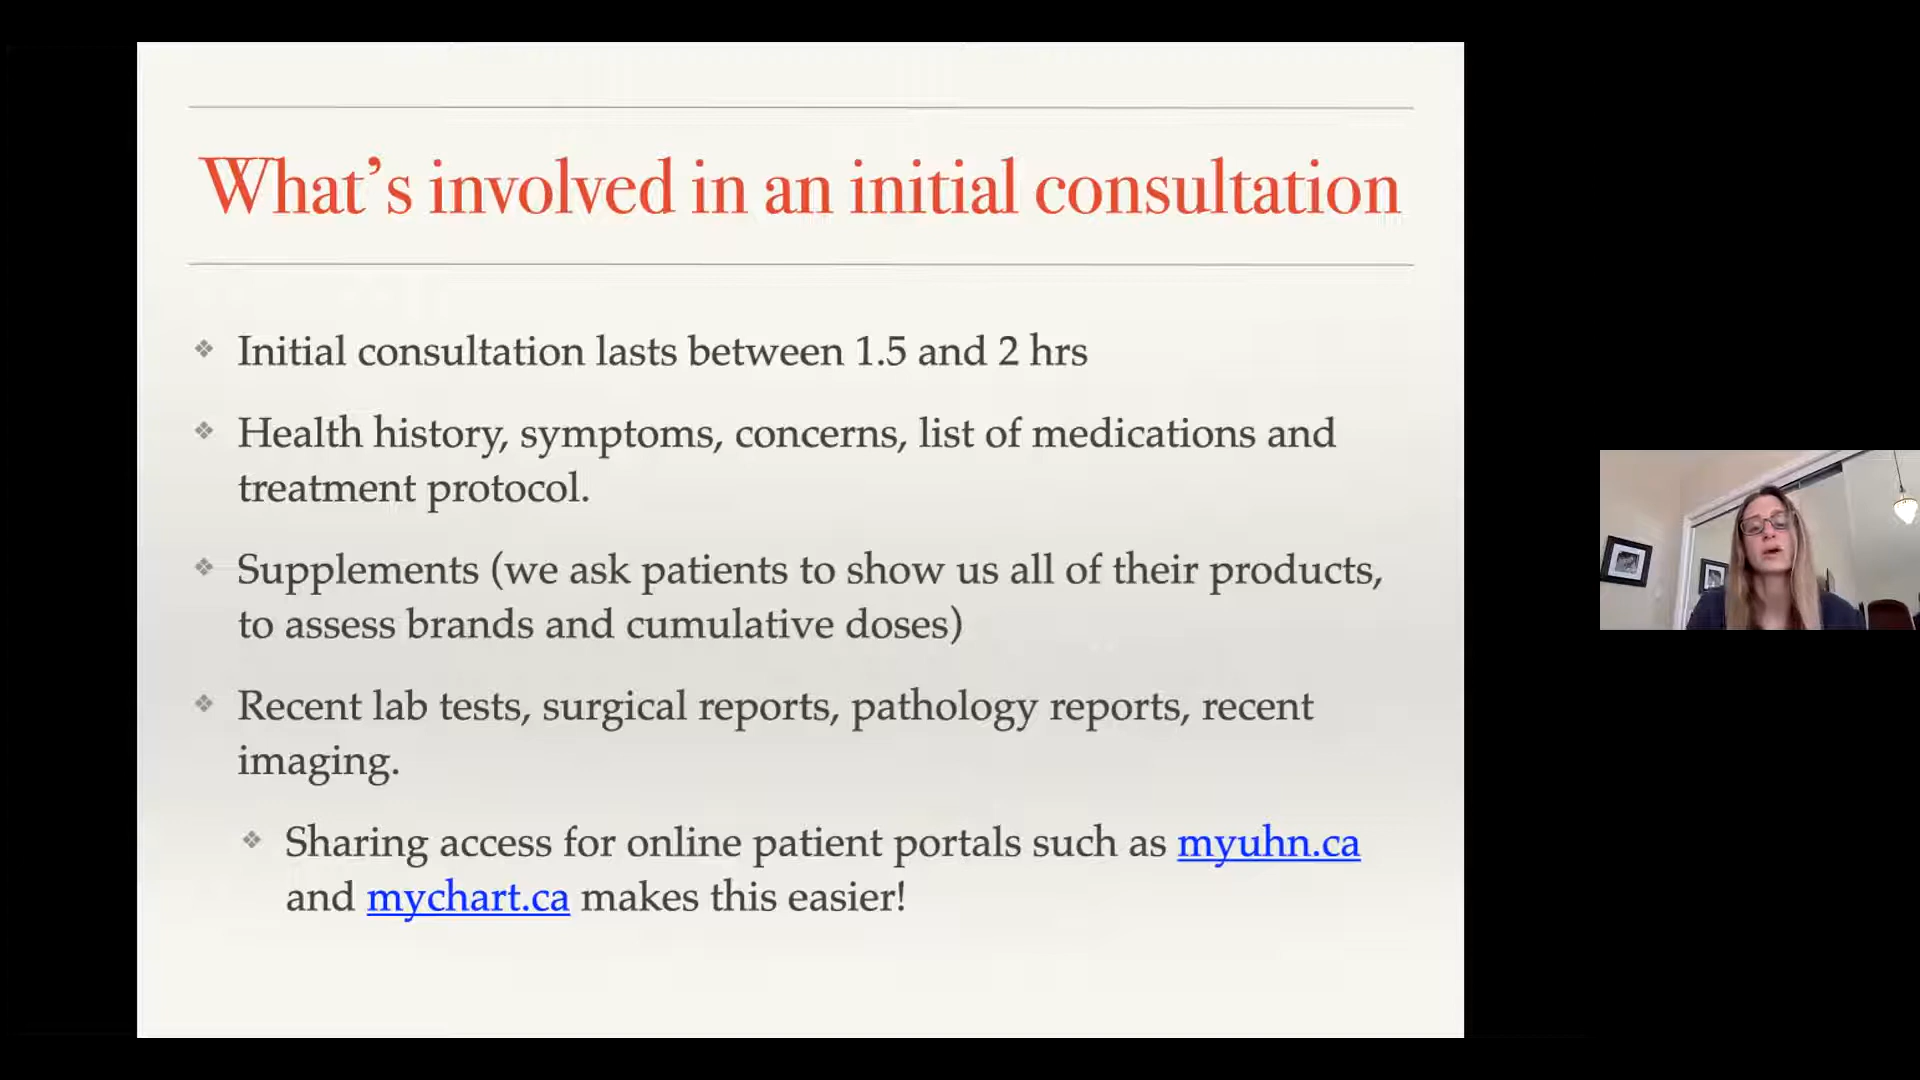 What’s involved in an initial consultation
Initial consultation lasts between 1.5 and 2 hrs
Health history, symptoms, concerns, list of medications and
treatment protocol.
Supplements (we ask patients to show us all of their products,
to assess brands and cumulative doses)
Recent lab tests, surgical reports, pathology reports, recent
imaging.
Sharing access for online patient portals such as myuhn.ca
and mychart.ca makes this easier!